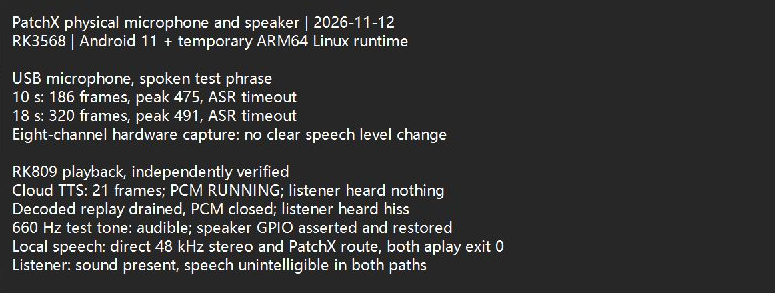 PatchX physical microphone and speaker | 2026-11-12
RK3568 | Android 11 + temporary ARM64 Linux runtime
USB microphone, spoken test phrase
10 s: 186 frames, peak 475, ASR timeout
18 s: 320 frames, peak 491, ASR timeout
Eight-channel hardware capture: no clear speech level change
RK809 playback, independently verified
Cloud TTS: 21 frames; PCM RUNNING; listener heard nothing
Decoded replay drained, PCM closed; listener heard hiss
660 Hz test tone: audible; speaker GPIO asserted and restored
Local speech: direct 48 kHz stereo and PatchX route, both aplay exit 0
Listener: sound present, speech unintelligible in both paths